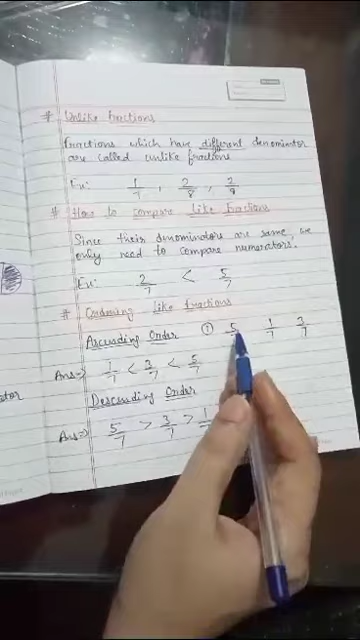 # Unlike Fractions
Fractions which have different denominator
are called unlike fractions
Ex: 1/7 , 2/8 , 2/9
# How to compare like fractions
Since their denominators are same, we
only need to compare numerators.
Ex: 2/7 < 5/7
# Ordering like fractions
Ascending Order ① 5/7 1/7 3/7
Ans⇒ 1/7 < 3/7 < 5/7
Descending Order
Ans⇒ 5/7 > 3/7 > 1/